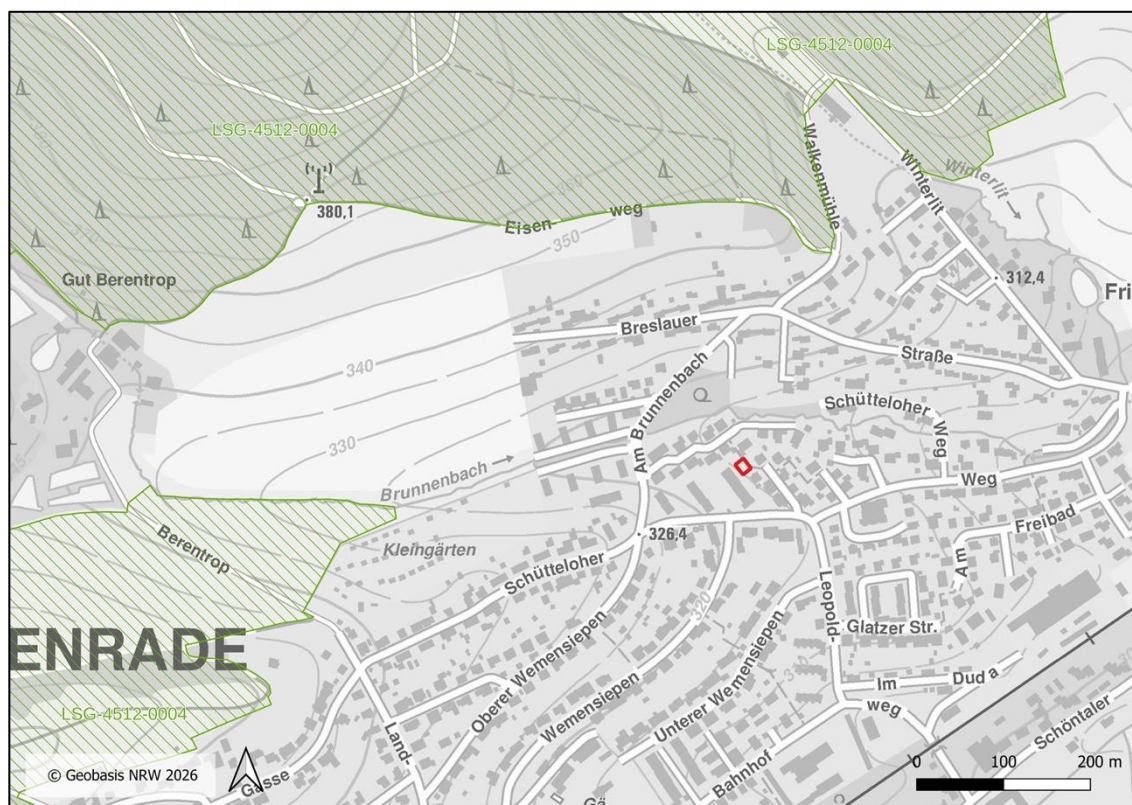 LSG-4512-0004
LSG-4512-0004
Winterlit
Walkenmühle
Winterlit
380,1
Eisen weg
350
Gut Berentrop
312,4
Fri
Breslauer
Straße
340
Am Brunnenbach
Schütteloher
Weg
330
Brunnenbach
Weg
Freibad
Am
Berentrop
326,4
Kleingärten
Schütteloher
Leopold-
320
ENRADE
Glatzer Str.
Oberer Wemensiepen
Wemensiepen
Unterer Wemensiepen
Im
Duda
LSG-4512-0004
Land-
weg
Schöntaler
Bahnhof
Gasse
© Geobasis NRW 2026
0 100 200 m